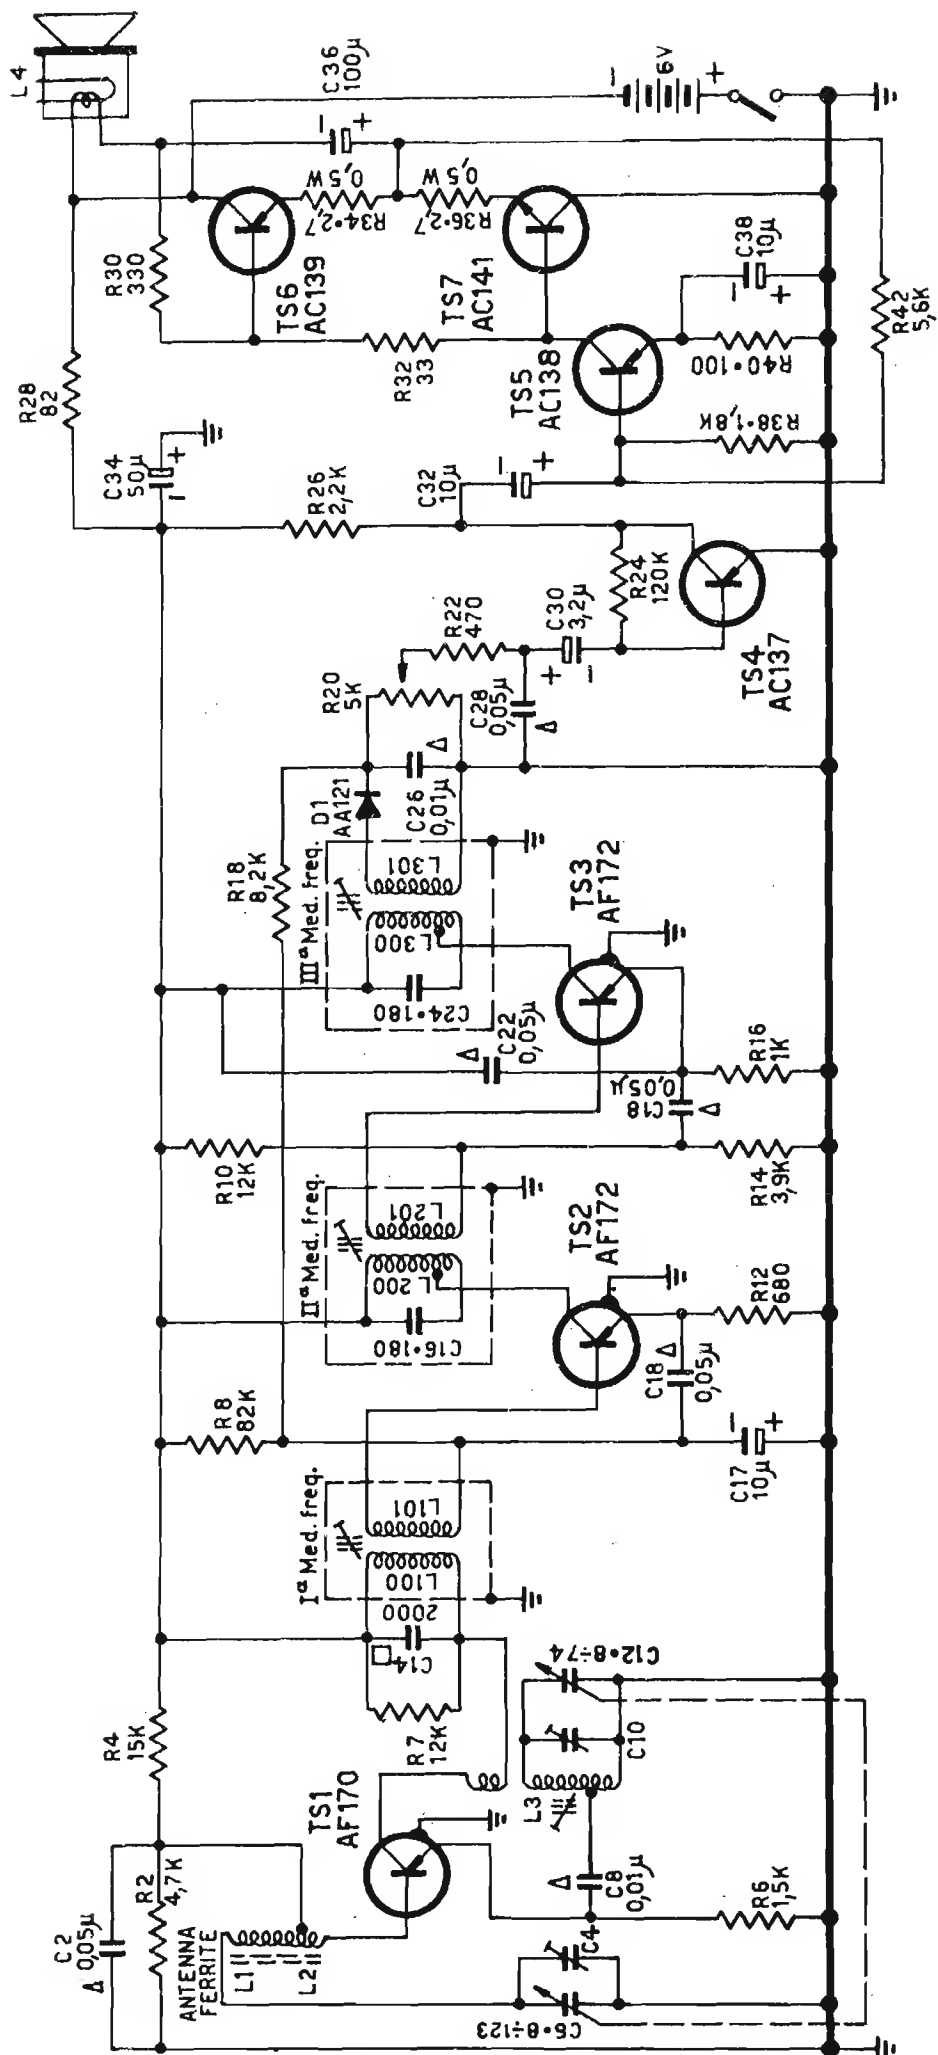 C2
0,05µ
Δ
R2
4,7K
ANTENNA
FERRITE
L1
L2
R4
15K
TS1
AF170
C5•8÷123
C4
Δ
C8
0,01µ
R6
1,5K
L3
C10
C12•8÷74
R7
12K
C14
2000
L100
L101
Iª Med. freq.
R8
82K
C17
10µ
-
+
C18
0,05µ
Δ
R12
680
TS2
AF172
C16•180
L200
L201
IIª Med. freq.
R10
12K
R14
3,9K
C18
0,05µ
Δ
R16
1K
Δ
C22
0,05µ
TS3
AF172
C24•180
L300
L301
IIIª Med. freq.
R18
8,2K
D1
AA121
C26
0,01µ
Δ
R20
5K
R22
470
C28
0,05µ
Δ
C30
3,2µ
+
-
R24
120K
TS4
AC137
R26
2,2K
C34
50µ
-
+
R28
82
C32
10µ
-
+
TS5
AC138
R38•1,8K
R40•100
C38
10µ
-
+
R42
5,6K
R30
330
R32
33
TS6
AC139
TS7
AC141
R34•2,7
0,5W
R36•2,7
0,5W
C36
100µ
-
+
L4
-
6V
+